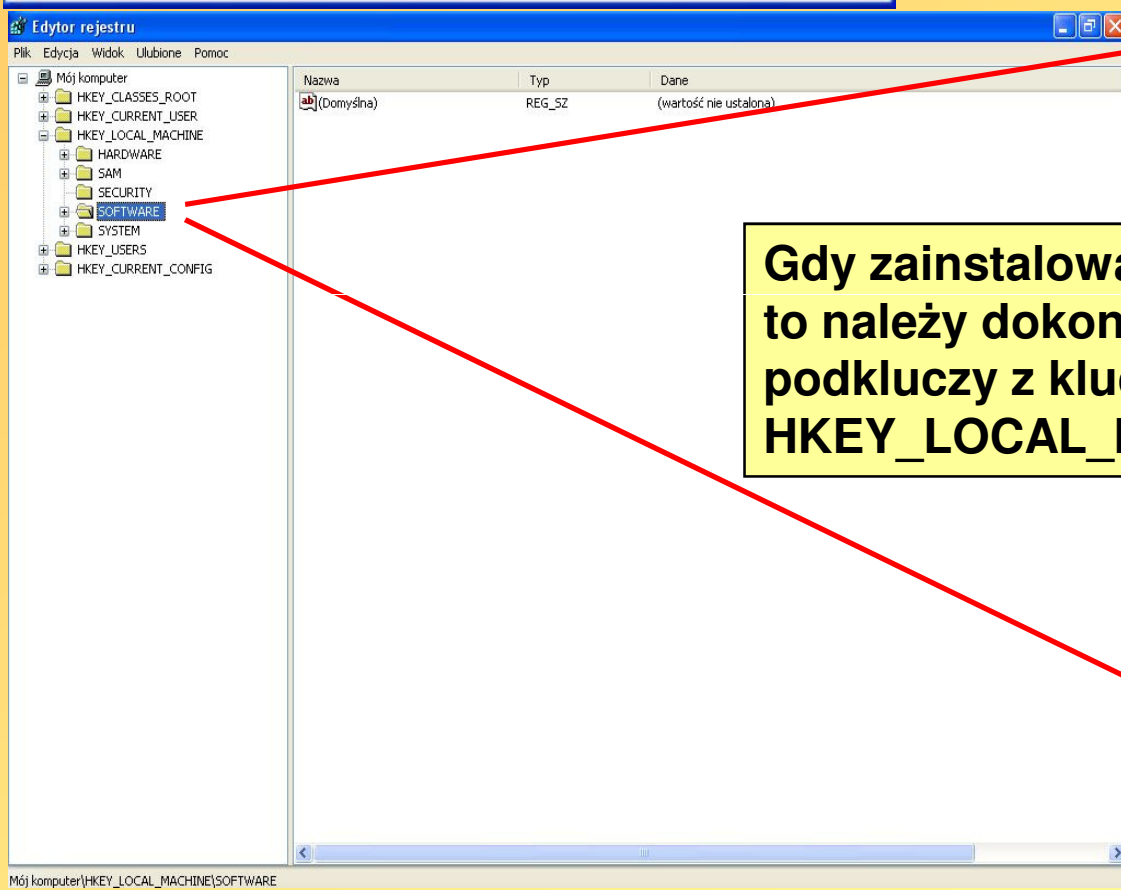 Edytor rejestru
Plik Edycja Widok Ulubione Pomoc
Mój komputer
HKEY_CLASSES_ROOT
HKEY_CURRENT_USER
HKEY_LOCAL_MACHINE
HARDWARE
SAM
SECURITY
SOFTWARE
SYSTEM
HKEY_USERS
HKEY_CURRENT_CONFIG
Nazwa Typ Dane
ab (Domyślna) REG_SZ (wartość nie ustalona)
Gdy zainstalowa
to należy dokon
podkluczy z klu
HKEY_LOCAL_
Mój komputer\HKEY_LOCAL_MACHINE\SOFTWARE